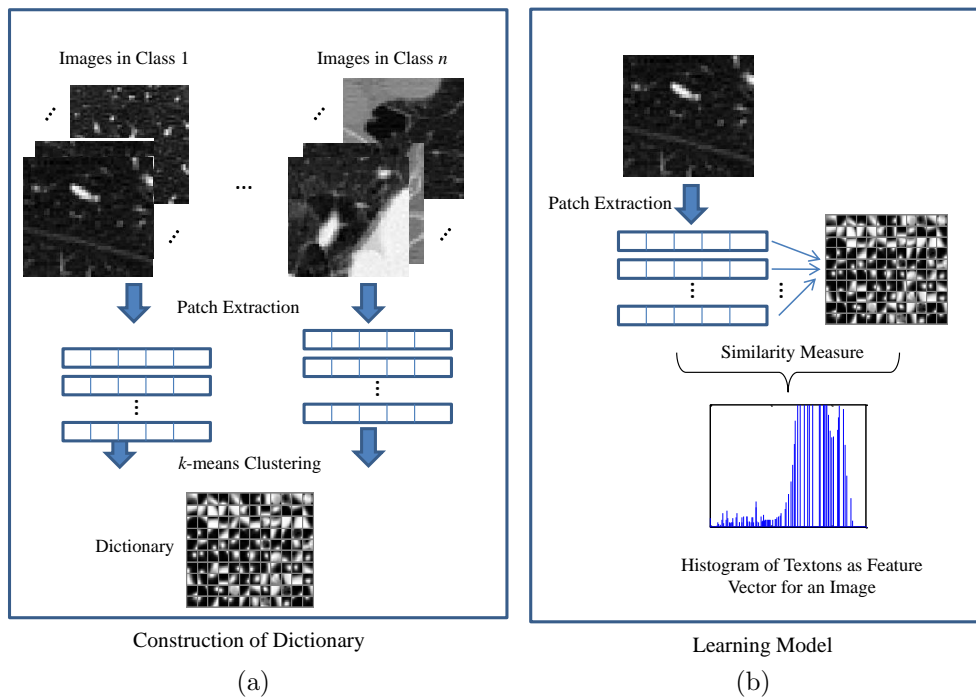 Images in Class 1
Images in Class n
...
Patch Extraction
k-means Clustering
Dictionary
Construction of Dictionary
(a)
Patch Extraction
Similarity Measure
Histogram of Textons as Feature
Vector for an Image
Learning Model
(b)